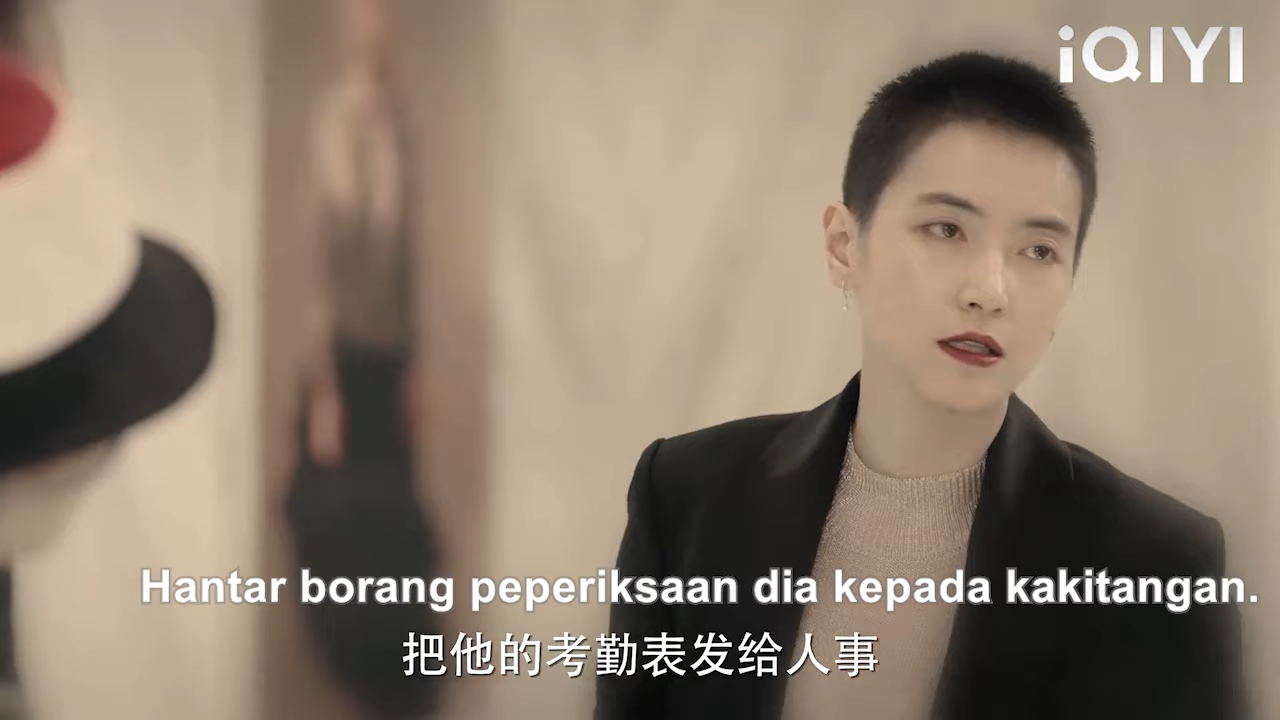 iQIYI
Hantar borang peperiksaan dia kepada kakitangan.
把他的考勤表发给人事